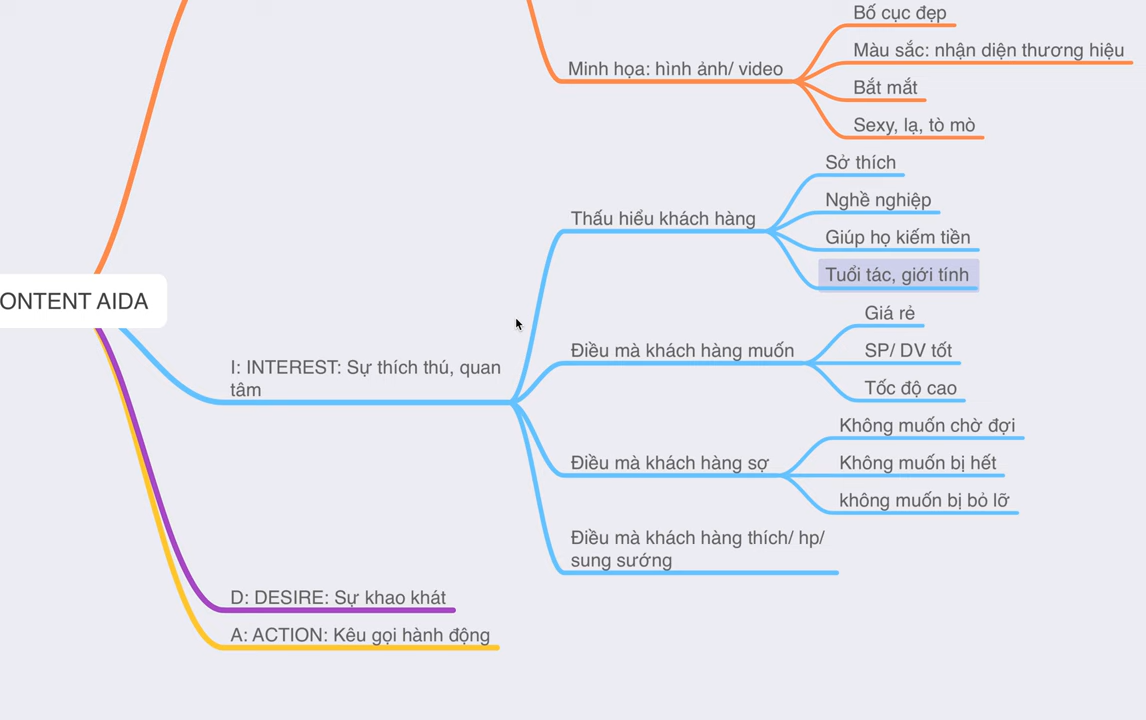 Bố cục đẹp
Minh họa: hình ảnh/ video
Màu sắc: nhận diện thương hiệu
Bắt mắt
Sexy, lạ, tò mò
ONTENT AIDA
I: INTEREST: Sự thích thú, quan
tâm
Thấu hiểu khách hàng
Sở thích
Nghề nghiệp
Giúp họ kiếm tiền
Tuổi tác, giới tính
Điều mà khách hàng muốn
Giá rẻ
SP/ DV tốt
Tốc độ cao
Điều mà khách hàng sợ
Không muốn chờ đợi
Không muốn bị hết
không muốn bị bỏ lỡ
Điều mà khách hàng thích/ hp/
sung sướng
D: DESIRE: Sự khao khát
A: ACTION: Kêu gọi hành động